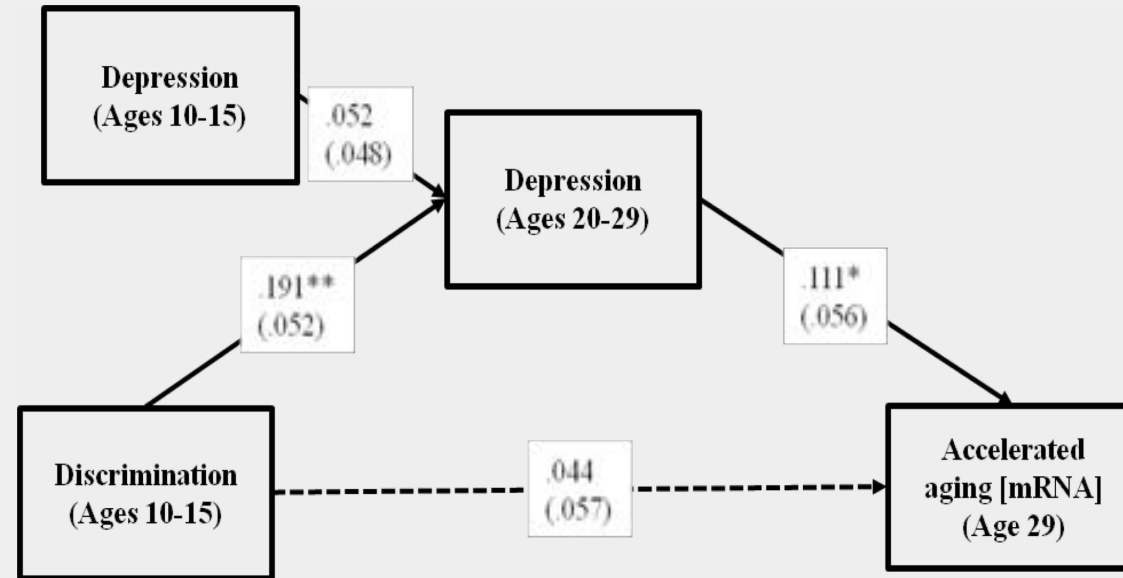 Depression
(Ages 10-15)
.052
(.048)
Depression
(Ages 20-29)
.191**
(.052)
.111*
(.056)
Discrimination
(Ages 10-15)
.044
(.057)
Accelerated
aging [mRNA]
(Age 29)